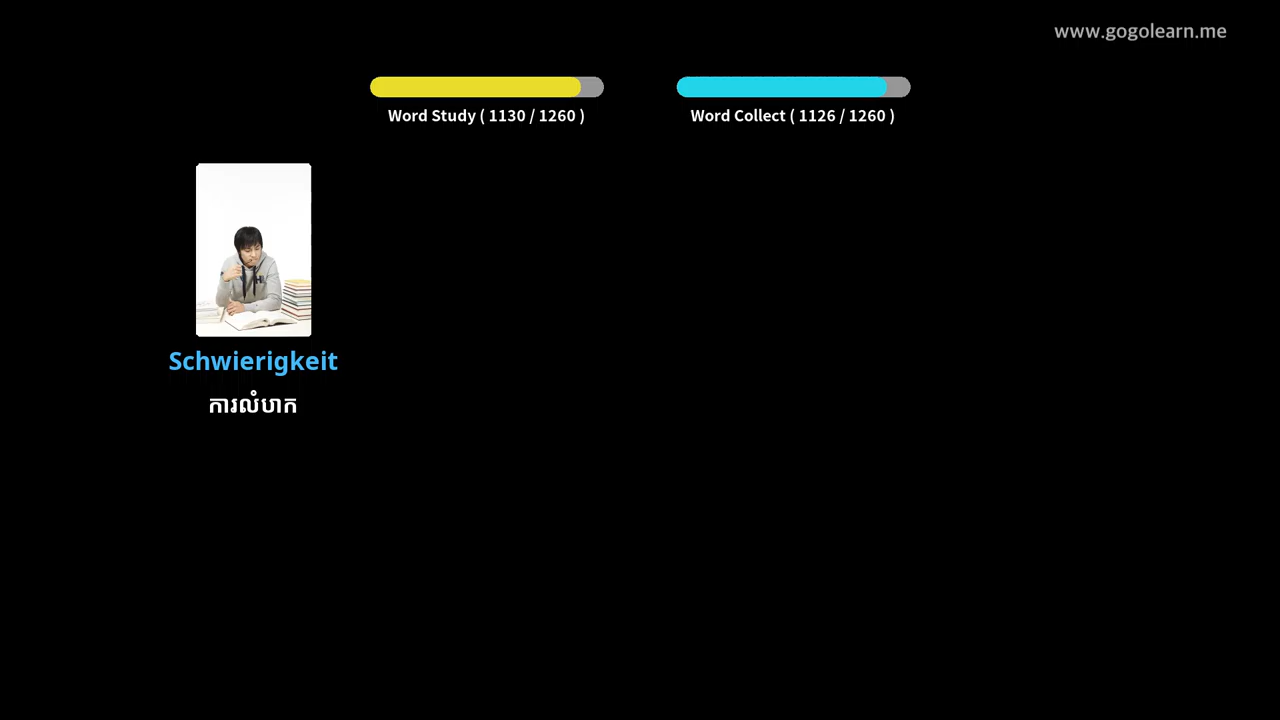 www.gogolearn.me
Word Study ( 1130 / 1260 )
Word Collect ( 1126 / 1260 )
Schwierigkeit
ការលំបាក